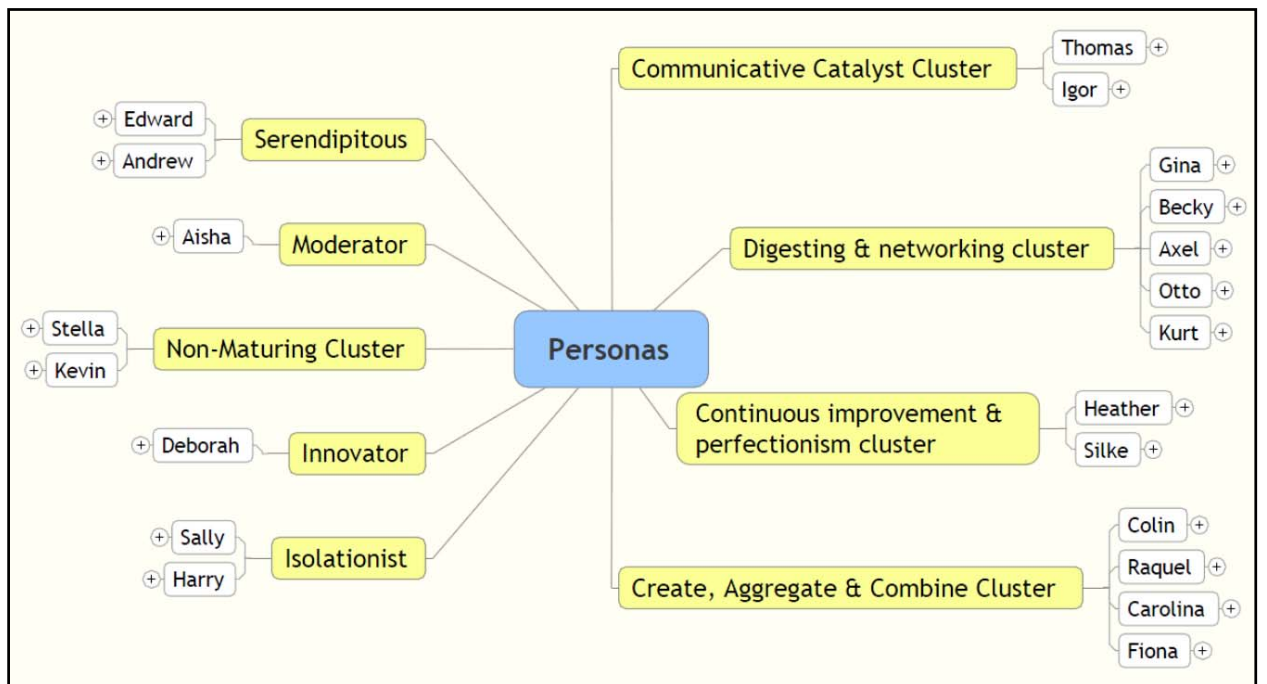 Personas
Communicative Catalyst Cluster
Thomas
Igor
Digesting & networking cluster
Gina
Becky
Axel
Otto
Kurt
Continuous improvement &
perfectionism cluster
Heather
Silke
Create, Aggregate & Combine Cluster
Colin
Raquel
Carolina
Fiona
Serendipitous
Edward
Andrew
Moderator
Aisha
Non-Maturing Cluster
Stella
Kevin
Innovator
Deborah
Isolationist
Sally
Harry